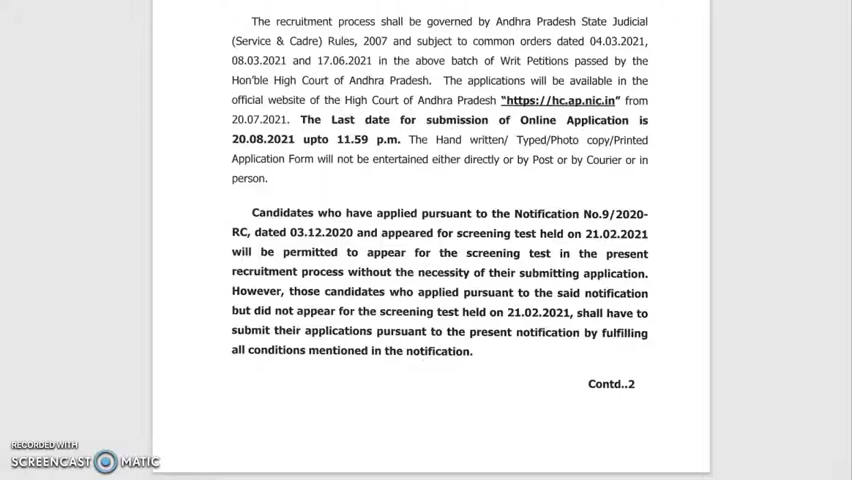 The recruitment process shall be governed by Andhra Pradesh State Judicial
(Service & Cadre) Rules, 2007 and subject to common orders dated 04.03.2021,
08.03.2021 and 17.06.2021 in the above batch of Writ Petitions passed by the
Hon'ble High Court of Andhra Pradesh. The applications will be available in the
official website of the High Court of Andhra Pradesh "https://hc.ap.nic.in" from
20.07.2021. The Last date for submission of Online Application is
20.08.2021 upto 11.59 p.m. The Hand written/ Typed/Photo copy/Printed
Application Form will not be entertained either directly or by Post or by Courier or in
person.
Candidates who have applied pursuant to the Notification No.9/2020-
RC, dated 03.12.2020 and appeared for screening test held on 21.02.2021
will be permitted to appear for the screening test in the present
recruitment process without the necessity of their submitting application.
However, those candidates who applied pursuant to the said notification
but did not appear for the screening test held on 21.02.2021, shall have to
submit their applications pursuant to the present notification by fulfilling
all conditions mentioned in the notification.
Contd..2
RECORDED WITH
SCREENCAST MATIC